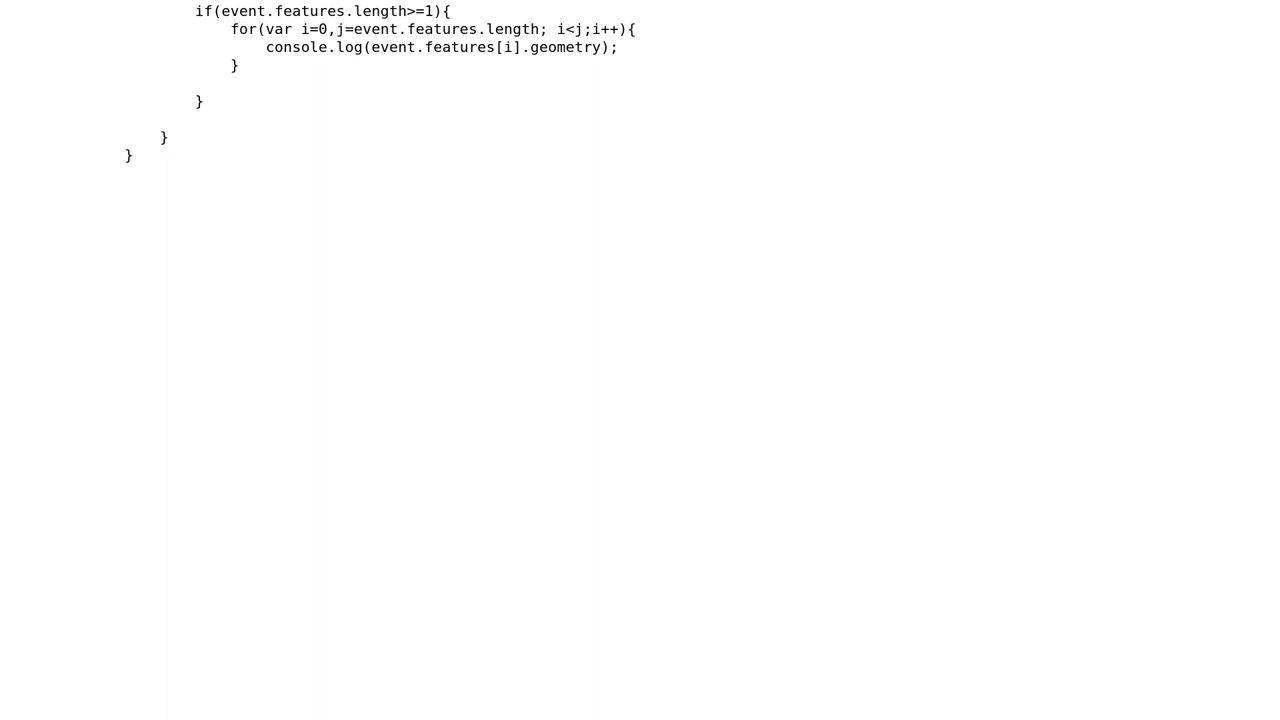 if(event.features.length>=1){
for(var i=0,j=event.features.length; i<j;i++){
console.log(event.features[i].geometry);
}
}
}
}